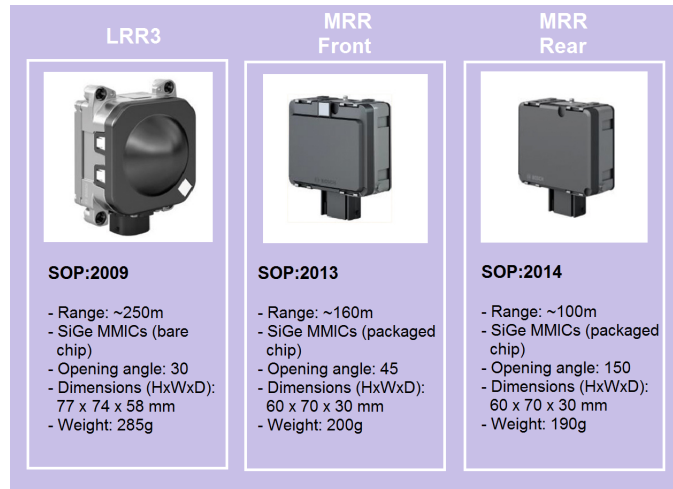 LRR3
SOP:2009
- Range: ~250m
- SiGe MMICs (bare
chip)
- Opening angle: 30
- Dimensions (HxWxD):
77 x 74 x 58 mm
- Weight: 285g
MRR
Front
SOP:2013
- Range: ~160m
- SiGe MMICs (packaged
chip)
- Opening angle: 45
- Dimensions (HxWxD):
60 x 70 x 30 mm
- Weight: 200g
MRR
Rear
SOP:2014
- Range: ~100m
- SiGe MMICs (packaged
chip)
- Opening angle: 150
- Dimensions (HxWxD):
60 x 70 x 30 mm
- Weight: 190g